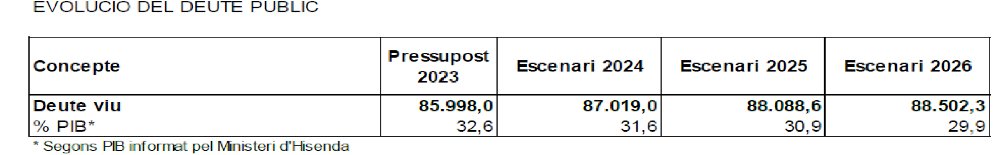 EVOLUCIÓ DEL DEUTE PÚBLIC
Concepte Pressupost 2023 Escenari 2024 Escenari 2025 Escenari 2026
Deute viu 85.998,0 87.019,0 88.088,6 88.502,3
% PIB* 32,6 31,6 30,9 29,9
* Segons PIB informat pel Ministeri d'Hisenda